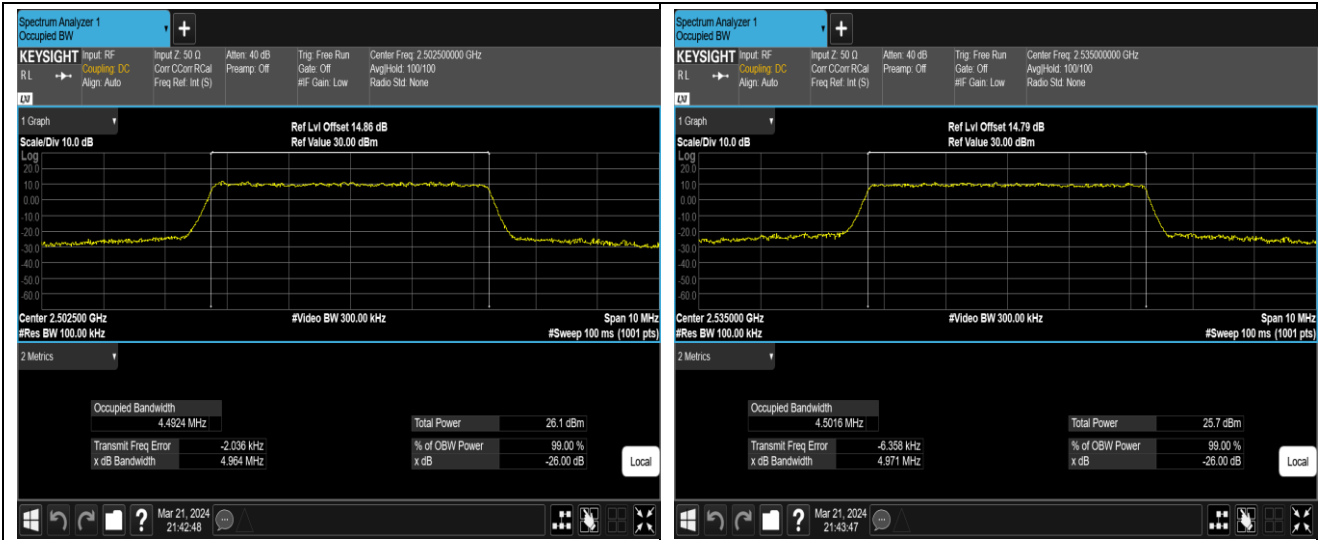 Spectrum Analyzer 1
Occupied BW
+
KEYSIGHT
RL
LXI
Input: RF
Coupling: DC
Align: Auto
Input Z: 50 Ω
Corr CCorr RCal
Freq Ref: Int (S)
Atten: 40 dB
Preamp: Off
Trig: Free Run
Gate: Off
#IF Gain: Low
Center Freq: 2.502500000 GHz
Avg|Hold: 100/100
Radio Std: None
1 Graph
Scale/Div 10.0 dB
Ref Lvl Offset 14.86 dB
Ref Value 30.00 dBm
Log
20.0
10.0
0.00
-10.0
-20.0
-30.0
-40.0
-50.0
-60.0
Center 2.502500 GHz
#Res BW 100.00 kHz
#Video BW 300.00 kHz
Span 10 MHz
#Sweep 100 ms (1001 pts)
2 Metrics
Occupied Bandwidth
4.4924 MHz
Transmit Freq Error -2.036 kHz
x dB Bandwidth 4.964 MHz
Total Power 26.1 dBm
% of OBW Power 99.00 %
x dB -26.00 dB
Local
?
Mar 21, 2024
21:42:48
Spectrum Analyzer 1
Occupied BW
+
KEYSIGHT
RL
LXI
Input: RF
Coupling: DC
Align: Auto
Input Z: 50 Ω
Corr CCorr RCal
Freq Ref: Int (S)
Atten: 40 dB
Preamp: Off
Trig: Free Run
Gate: Off
#IF Gain: Low
Center Freq: 2.535000000 GHz
Avg|Hold: 100/100
Radio Std: None
1 Graph
Scale/Div 10.0 dB
Ref Lvl Offset 14.79 dB
Ref Value 30.00 dBm
Log
20.0
10.0
0.00
-10.0
-20.0
-30.0
-40.0
-50.0
-60.0
Center 2.535000 GHz
#Res BW 100.00 kHz
#Video BW 300.00 kHz
Span 10 MHz
#Sweep 100 ms (1001 pts)
2 Metrics
Occupied Bandwidth
4.5016 MHz
Transmit Freq Error -6.358 kHz
x dB Bandwidth 4.971 MHz
Total Power 25.7 dBm
% of OBW Power 99.00 %
x dB -26.00 dB
Local
?
Mar 21, 2024
21:43:47